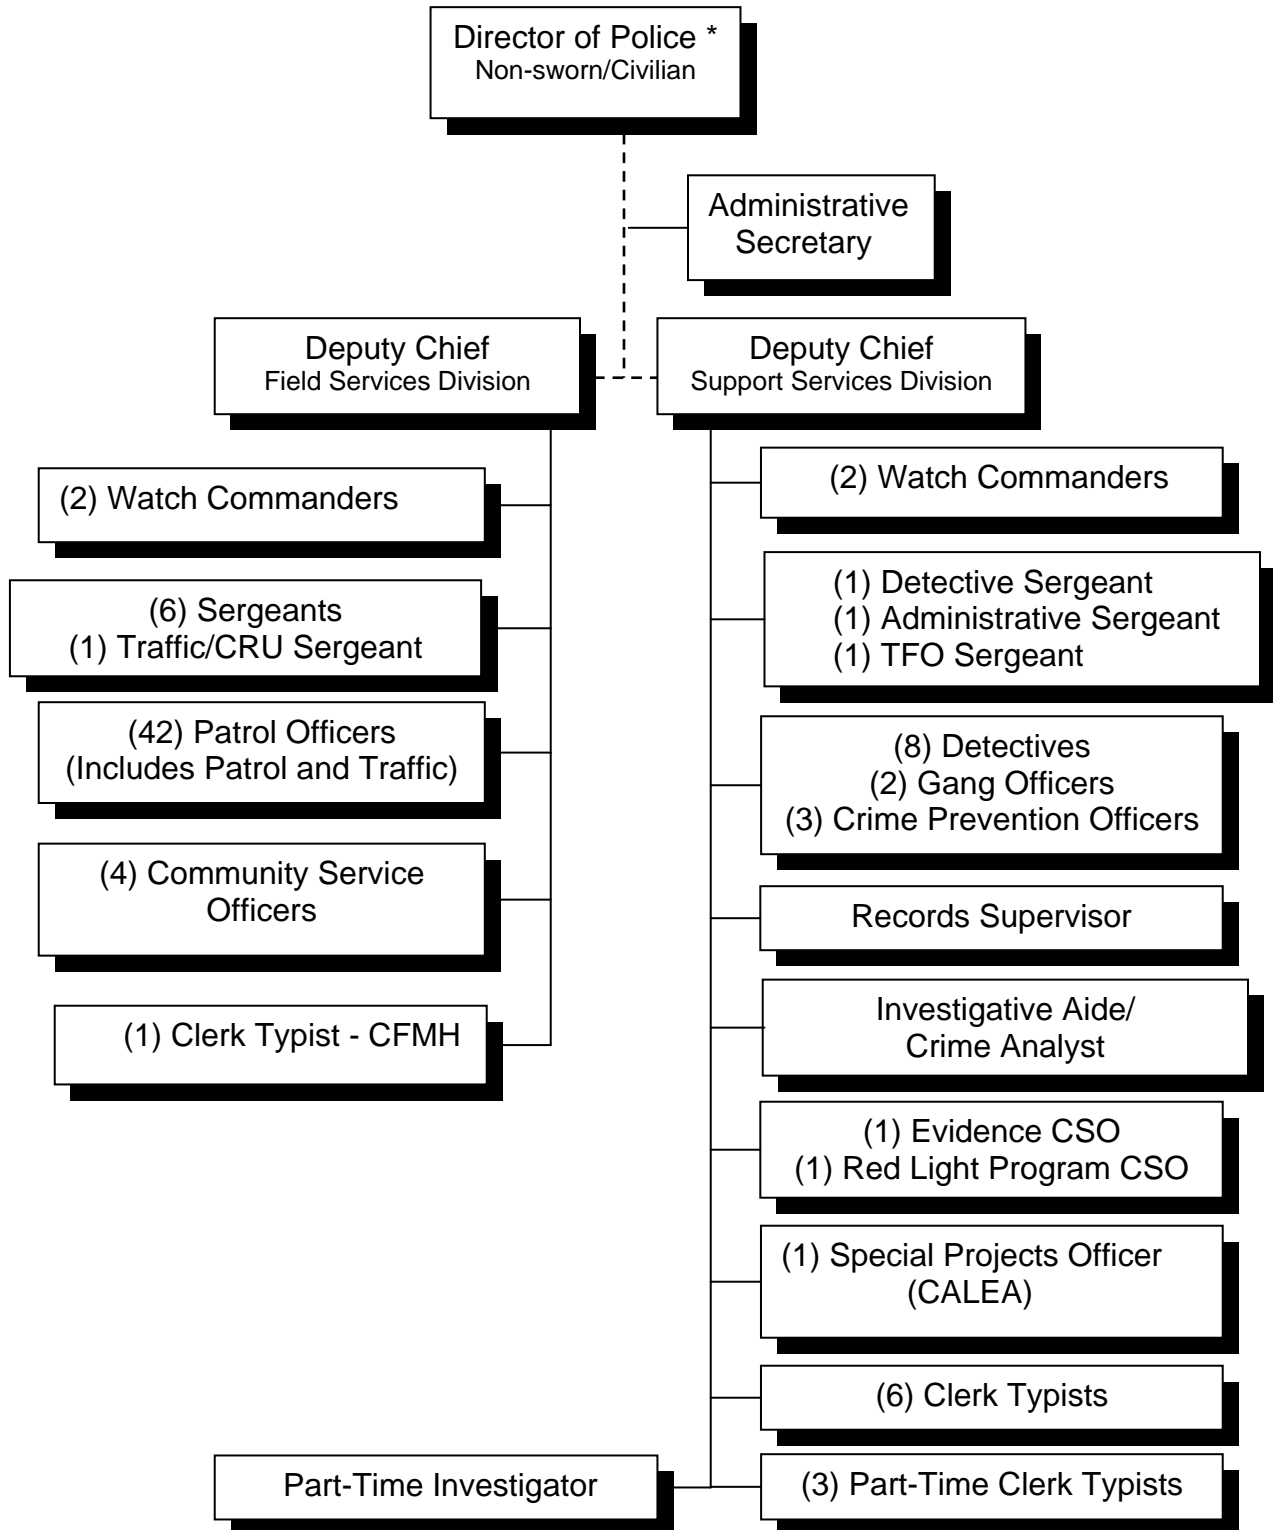 Director of Police *
Non-sworn/Civilian
Administrative
Secretary
Deputy Chief
Field Services Division
Deputy Chief
Support Services Division
(2) Watch Commanders
(6) Sergeants
(1) Traffic/CRU Sergeant
(42) Patrol Officers
(Includes Patrol and Traffic)
(4) Community Service
Officers
(1) Clerk Typist - CFMH
(2) Watch Commanders
(1) Detective Sergeant
(1) Administrative Sergeant
(1) TFO Sergeant
(8) Detectives
(2) Gang Officers
(3) Crime Prevention Officers
Records Supervisor
Investigative Aide/
Crime Analyst
(1) Evidence CSO
(1) Red Light Program CSO
(1) Special Projects Officer
(CALEA)
(6) Clerk Typists
Part-Time Investigator
(3) Part-Time Clerk Typists